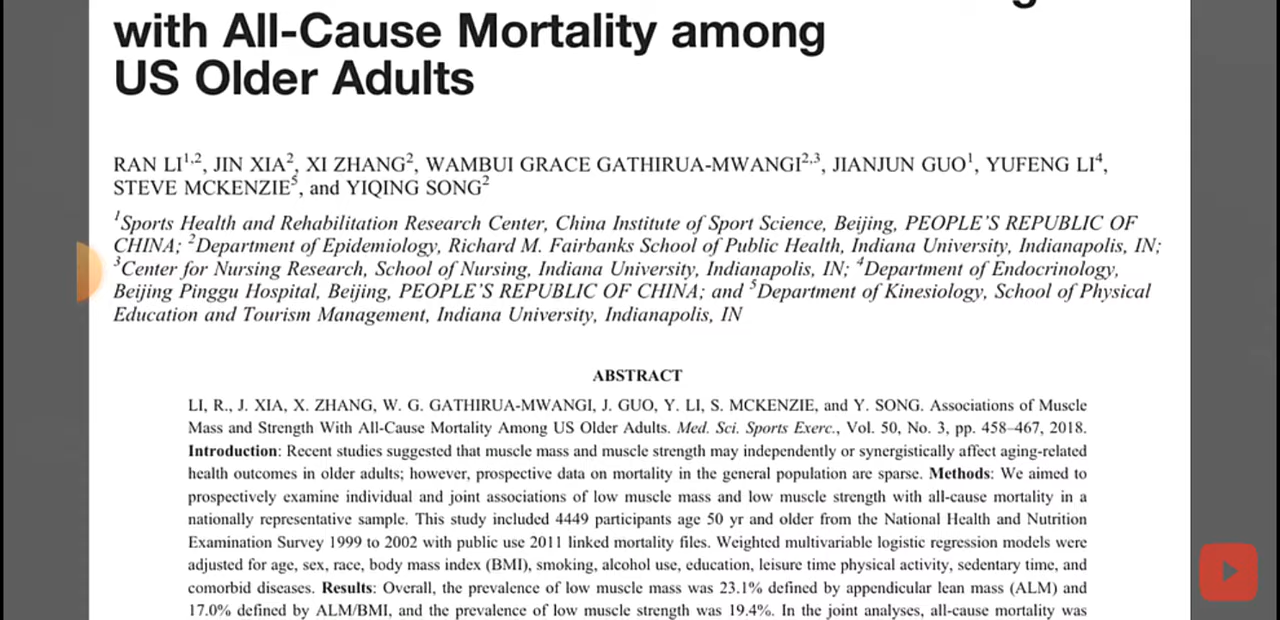 with All-Cause Mortality among
US Older Adults
RAN LI1,2, JIN XIA2, XI ZHANG2, WAMBUI GRACE GATHIRUA-MWANGI2,3, JIANJUN GUO1, YUFENG LI4,
STEVE MCKENZIE5, and YIQING SONG2
1Sports Health and Rehabilitation Research Center, China Institute of Sport Science, Beijing, PEOPLE'S REPUBLIC OF
CHINA; 2Department of Epidemiology, Richard M. Fairbanks School of Public Health, Indiana University, Indianapolis, IN;
3Center for Nursing Research, School of Nursing, Indiana University, Indianapolis, IN; 4Department of Endocrinology,
Beijing Pinggu Hospital, Beijing, PEOPLE'S REPUBLIC OF CHINA; and 5Department of Kinesiology, School of Physical
Education and Tourism Management, Indiana University, Indianapolis, IN
ABSTRACT
LI, R., J. XIA, X. ZHANG, W. G. GATHIRUA-MWANGI, J. GUO, Y. LI, S. MCKENZIE, and Y. SONG. Associations of Muscle
Mass and Strength With All-Cause Mortality Among US Older Adults. Med. Sci. Sports Exerc., Vol. 50, No. 3, pp. 458–467, 2018.
Introduction: Recent studies suggested that muscle mass and muscle strength may independently or synergistically affect aging-related
health outcomes in older adults; however, prospective data on mortality in the general population are sparse. Methods: We aimed to
prospectively examine individual and joint associations of low muscle mass and low muscle strength with all-cause mortality in a
nationally representative sample. This study included 4449 participants age 50 yr and older from the National Health and Nutrition
Examination Survey 1999 to 2002 with public use 2011 linked mortality files. Weighted multivariable logistic regression models were
adjusted for age, sex, race, body mass index (BMI), smoking, alcohol use, education, leisure time physical activity, sedentary time, and
comorbid diseases. Results: Overall, the prevalence of low muscle mass was 23.1% defined by appendicular lean mass (ALM) and
17.0% defined by ALM/BMI, and the prevalence of low muscle strength was 19.4%. In the joint analyses, all-cause mortality was